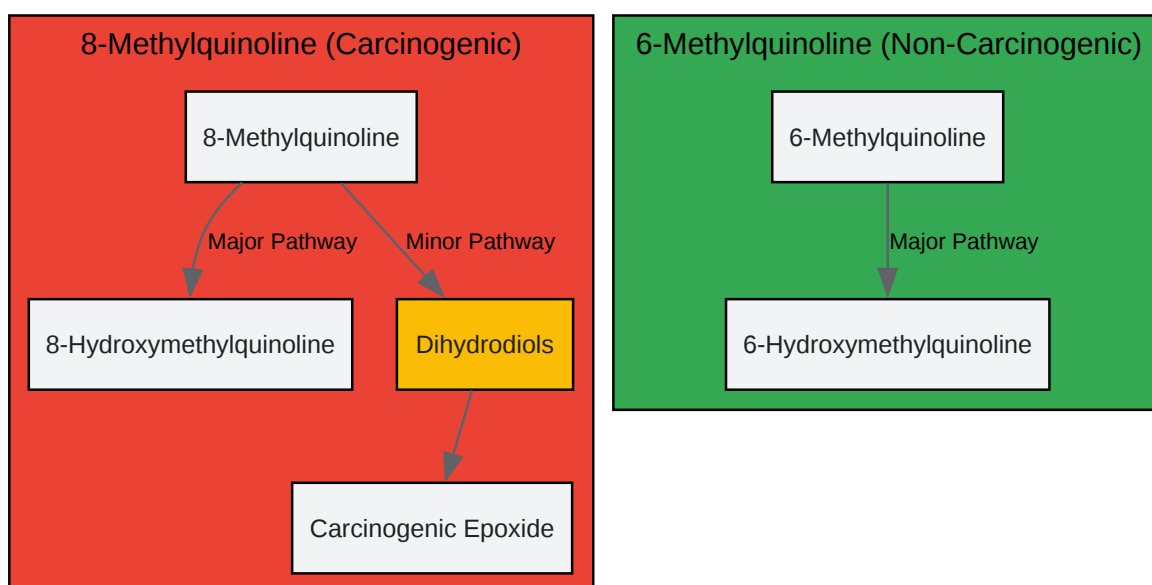 8-Methylquinoline (Carcinogenic)
8-Methylquinoline
Major Pathway
Minor Pathway
8-Hydroxymethylquinoline
Dihydrodiols
Carcinogenic Epoxide
6-Methylquinoline (Non-Carcinogenic)
6-Methylquinoline
Major Pathway
6-Hydroxymethylquinoline